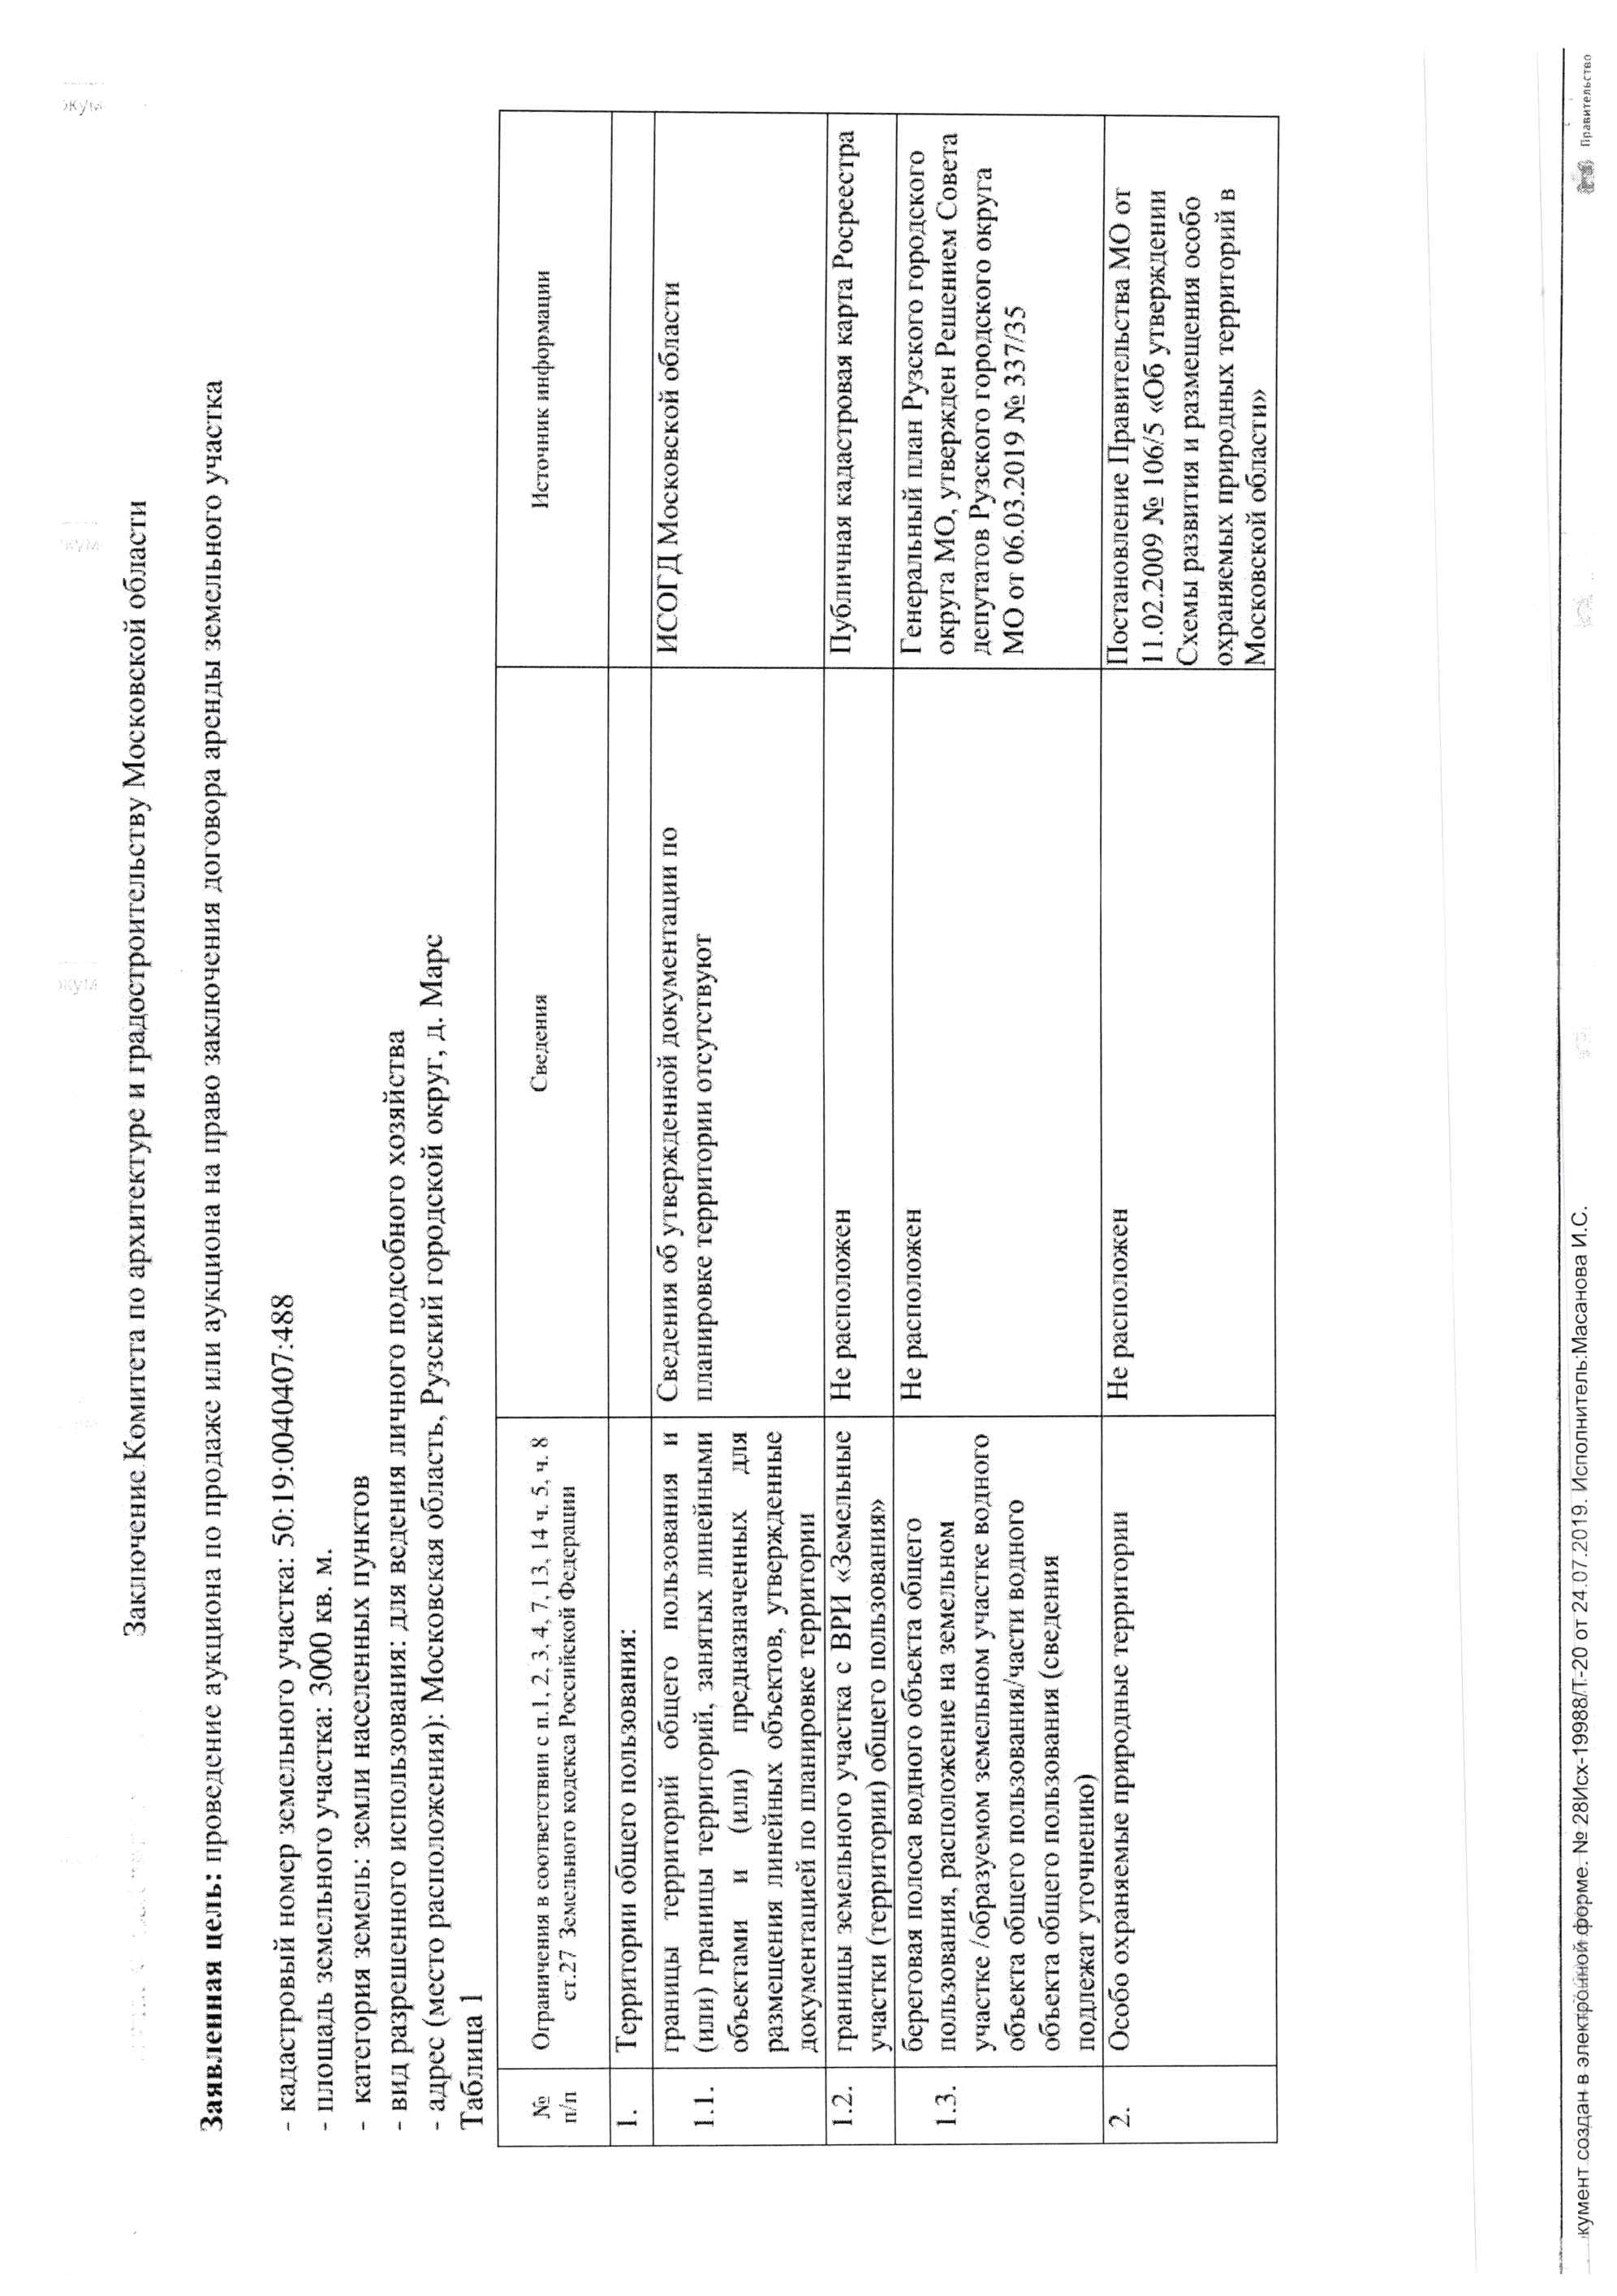 Заключение Комитета по архитектуре и градостроительству Московской области
Заявленная цель: проведение аукциона по продаже или аукциона на право заключения договора аренды земельного участка
- кадастровый номер земельного участка: 50:19:0040407:488
- площадь земельного участка: 3000 кв. м.
- категория земель: земли населенных пунктов
- вид разрешенного использования: для ведения личного подсобного хозяйства
- адрес (место расположения): Московская область, Рузский городской округ, д. Марс
Таблица 1
№
п/п
Ограничения в соответствии с п.1, 2, 3, 4, 7, 13, 14 ч. 5, ч. 8
ст.27 Земельного кодекса Российской Федерации
Сведения
Источник информации
1.
Территории общего пользования:
1.1.
границы территорий общего пользования и
(или) границы территорий, занятых линейными
объектами и (или) предназначенных для
размещения линейных объектов, утвержденные
документацией по планировке территории
Сведения об утвержденной документации по
планировке территории отсутствуют
ИСОГД Московской области
1.2.
границы земельного участка с ВРИ «Земельные
участки (территории) общего пользования»
Не расположен
Публичная кадастровая карта Росреестра
1.3.
береговая полоса водного объекта общего
пользования, расположение на земельном
участке /образуемом земельном участке водного
объекта общего пользования/части водного
объекта общего пользования (сведения
подлежат уточнению)
Не расположен
Генеральный план Рузского городского
округа МО, утвержден Решением Совета
депутатов Рузского городского округа
МО от 06.03.2019 № 337/35
2.
Особо охраняемые природные территории
Не расположен
Постановление Правительства МО от
11.02.2009 № 106/5 «Об утверждении
Схемы развития и размещения особо
охраняемых природных территорий в
Московской области»
кумент создан в электронной форме. № 28Исх-19988/Т-20 от 24.07.2019. Исполнитель:Масанова И.С.
Правительство